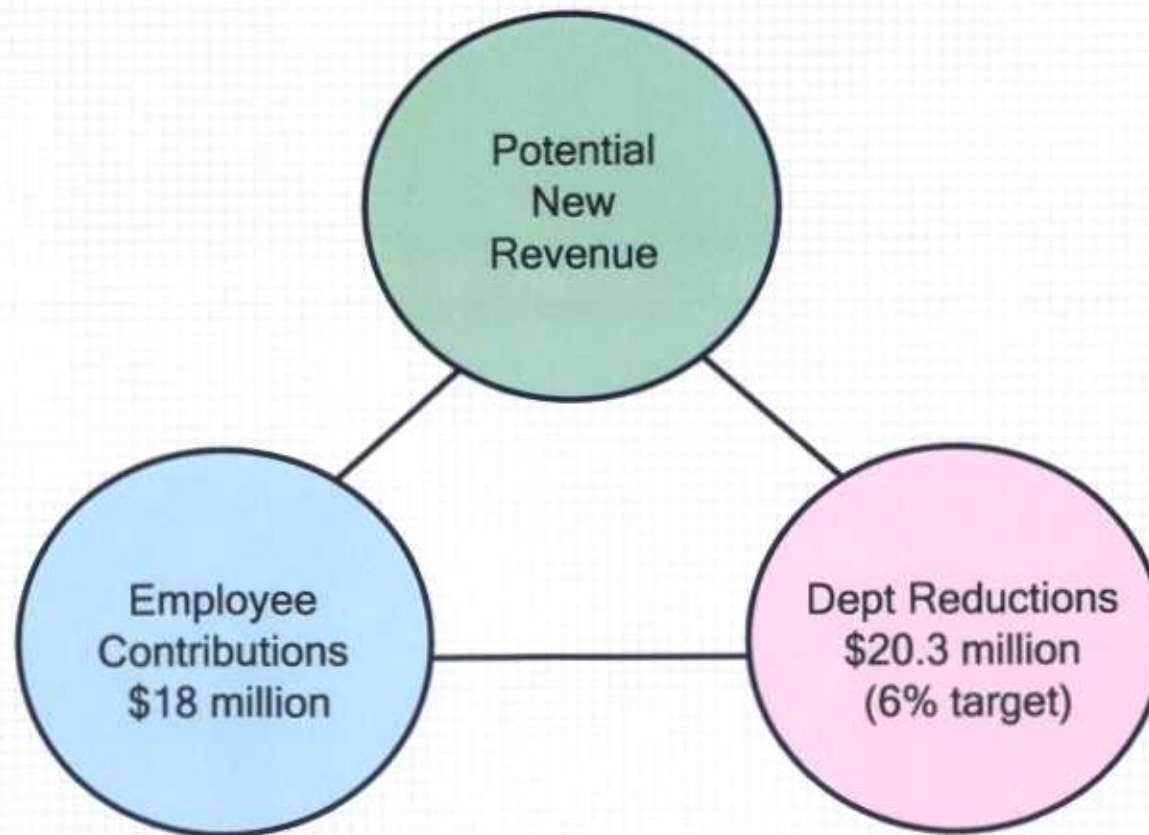 Potential
New
Revenue
Employee
Contributions
$18 million
Dept Reductions
$20.3 million
(6% target)